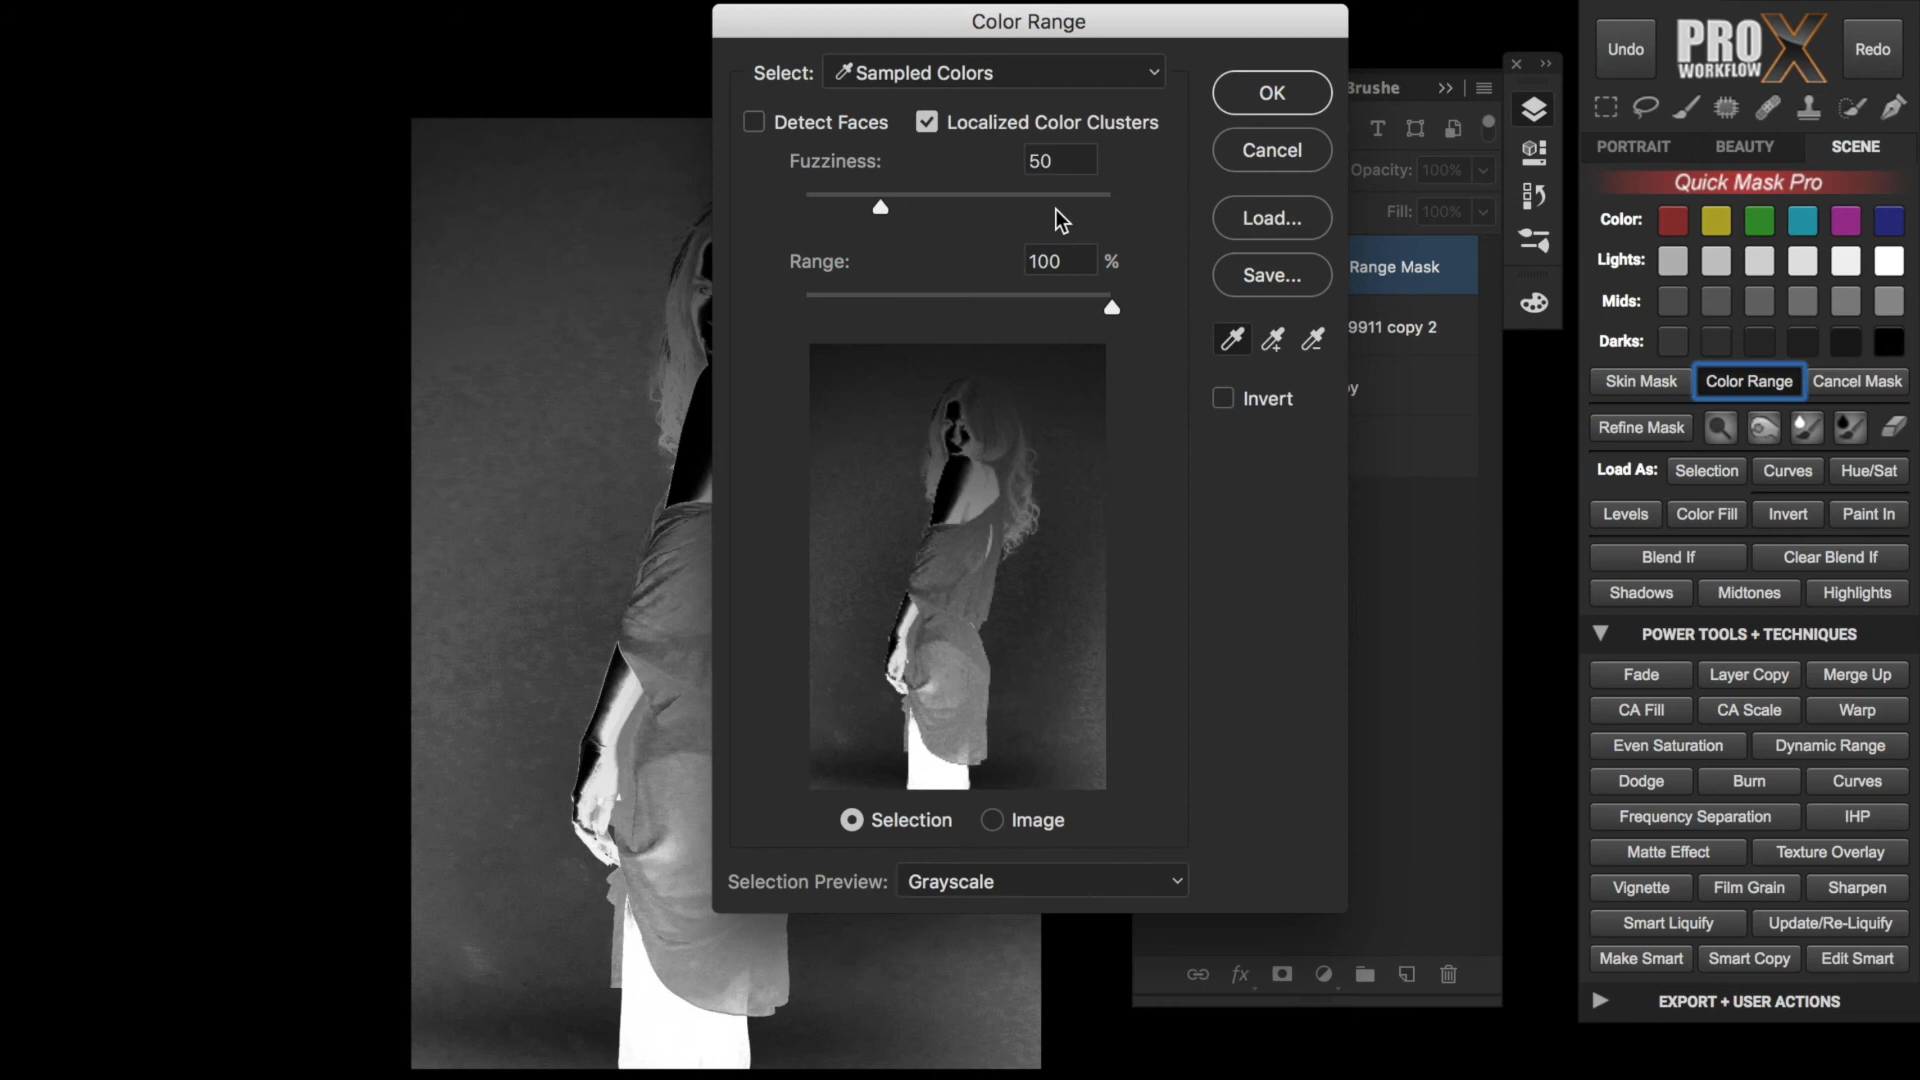 Color Range
Select: Sampled Colors
Detect Faces Localized Color Clusters
Fuzziness: 50
Range: 100 %
OK
Cancel
Load...
Save...
Invert
Selection Image
Selection Preview: Grayscale
Brushe
Opacity: 100%
Fill: 100%
Range Mask
9911 copy 2
y
fx
Undo PRO WORKFLOW X Redo
PORTRAIT BEAUTY SCENE
Quick Mask Pro
Color:
Lights:
Mids:
Darks:
Skin Mask Color Range Cancel Mask
Refine Mask
Load As: Selection Curves Hue/Sat
Levels Color Fill Invert Paint In
Blend If Clear Blend If
Shadows Midtones Highlights
POWER TOOLS + TECHNIQUES
Fade Layer Copy Merge Up
CA Fill CA Scale Warp
Even Saturation Dynamic Range
Dodge Burn Curves
Frequency Separation IHP
Matte Effect Texture Overlay
Vignette Film Grain Sharpen
Smart Liquify Update/Re-Liquify
Make Smart Smart Copy Edit Smart
EXPORT + USER ACTIONS